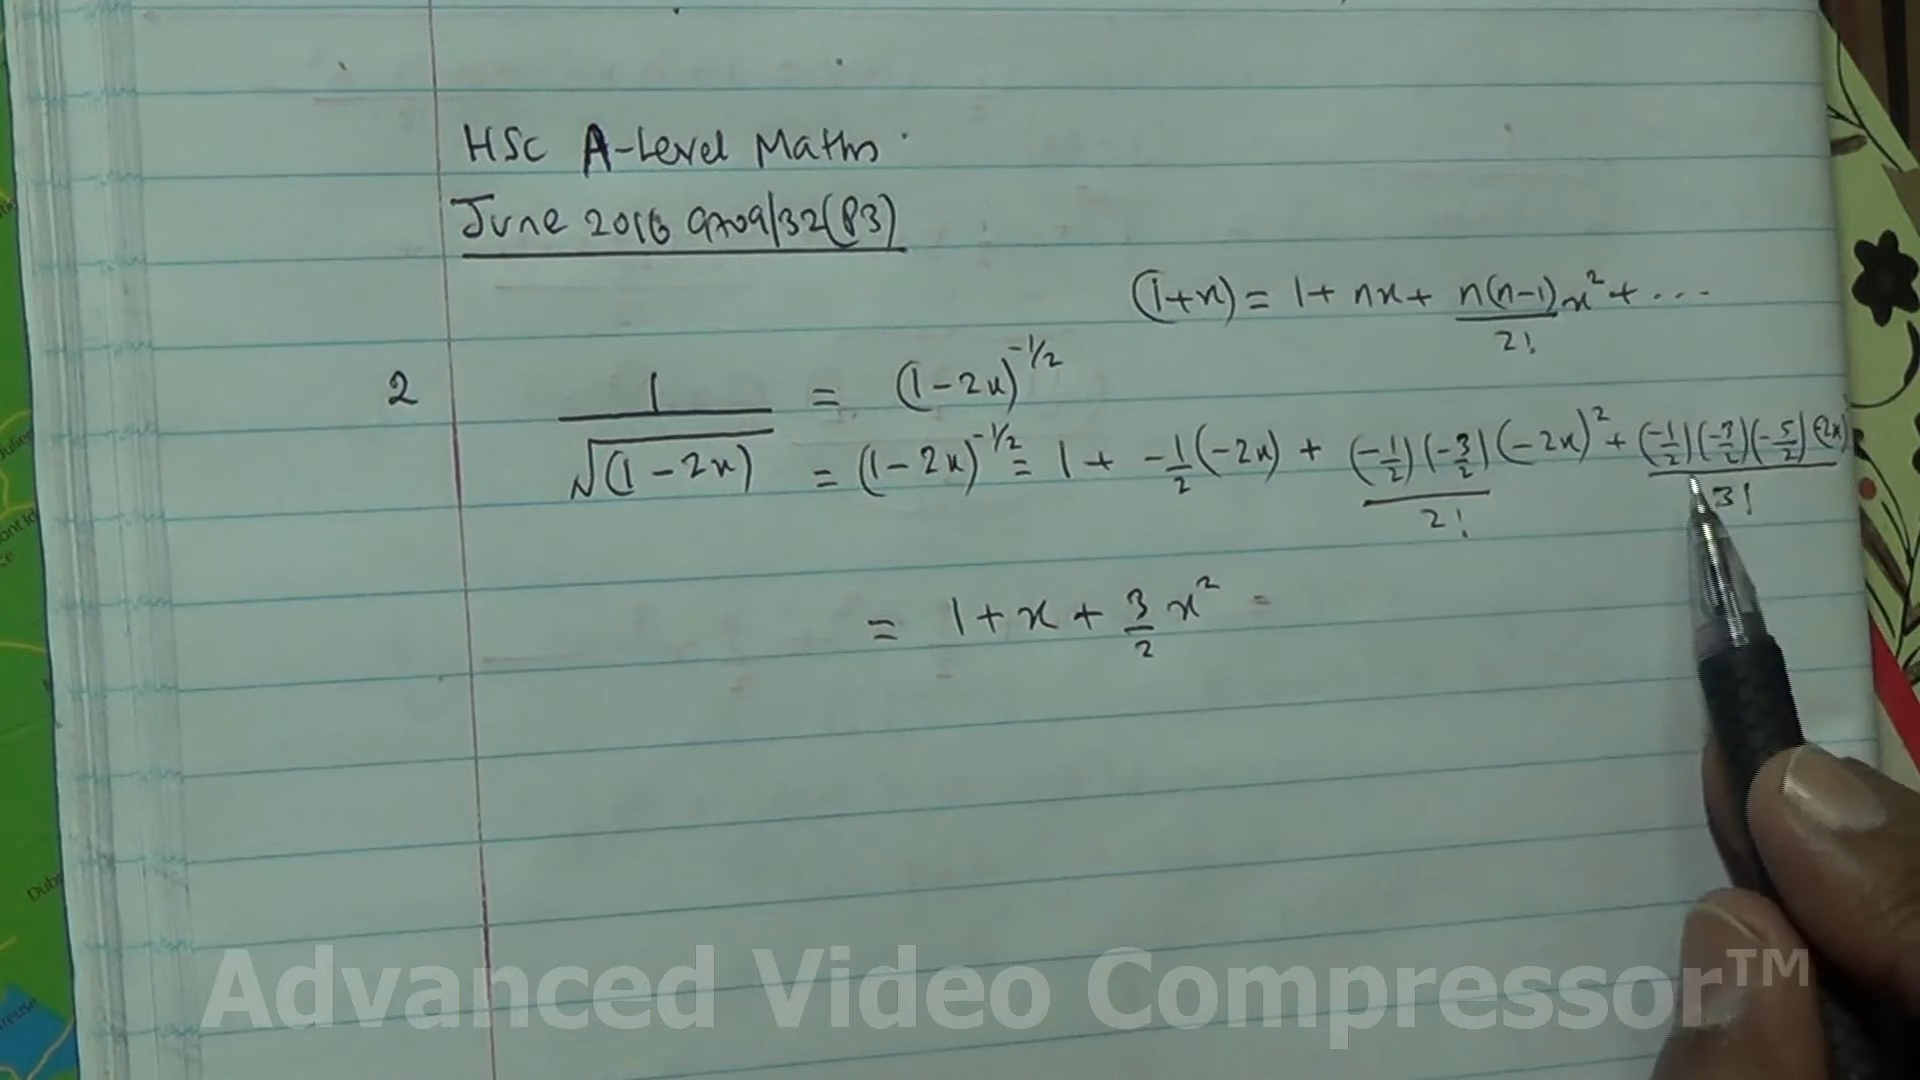 HSC A-Level Maths.
June 2016 9709/32(P3)
(1+x) = 1 + nx + n(n-1)/2! x² + ...
2 1/√(1-2x) = (1-2x)^-1/2
= (1-2x)^-1/2 = 1 + -1/2(-2x) + (-1/2)(-3/2)/2! (-2x)² + (-1/2)(-3/2)(-5/2)(-2x)/3!
= 1 + x + 3/2 x²
Advanced Video Compressor™